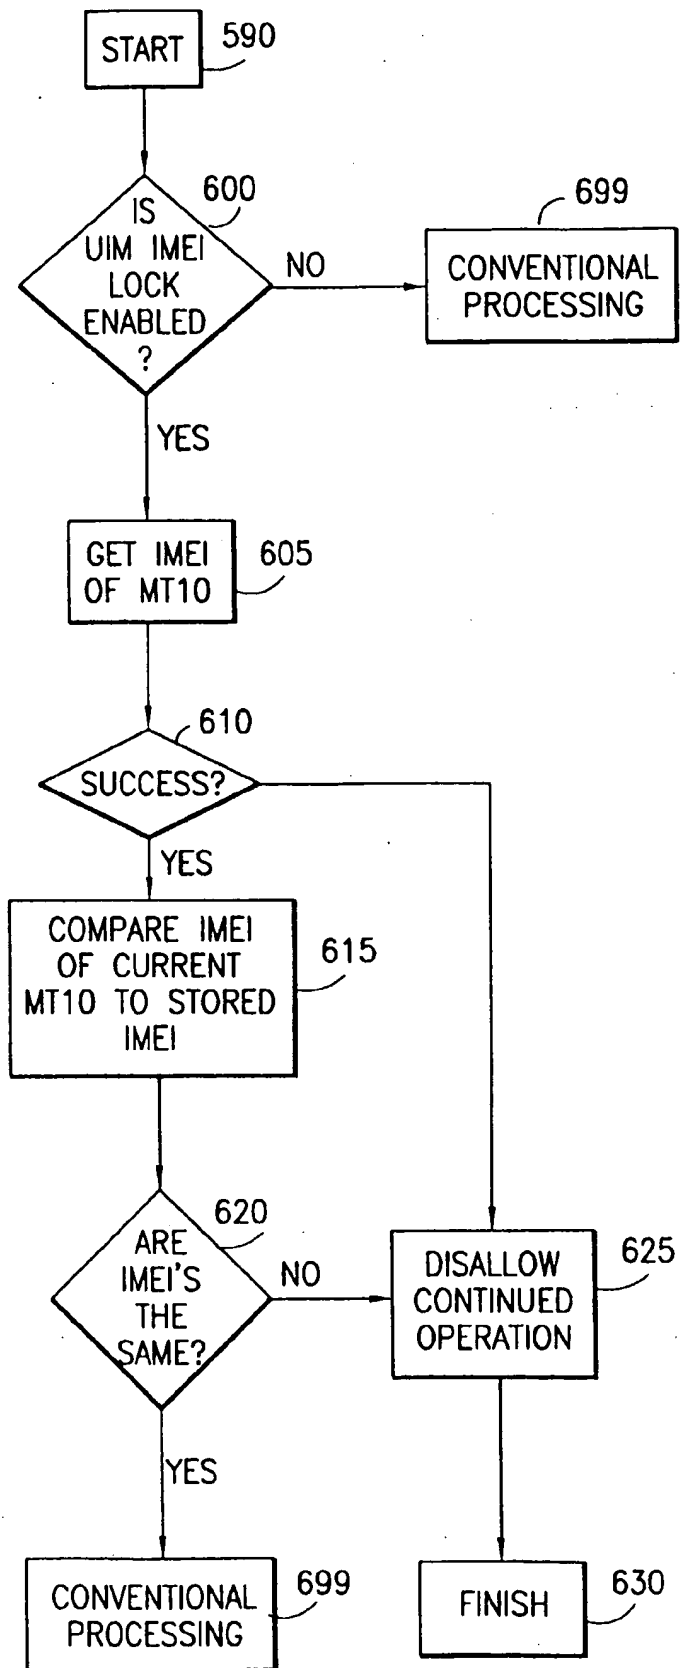 START
590
600
IS
UIM IMEI
LOCK
ENABLED
?
NO
699
CONVENTIONAL
PROCESSING
YES
GET IMEI
OF MT10
605
610
SUCCESS?
YES
COMPARE IMEI
OF CURRENT
MT10 TO STORED
IMEI
615
620
ARE
IMEI'S
THE
SAME?
NO
DISALLOW
CONTINUED
OPERATION
625
YES
CONVENTIONAL
PROCESSING
699
FINISH
630